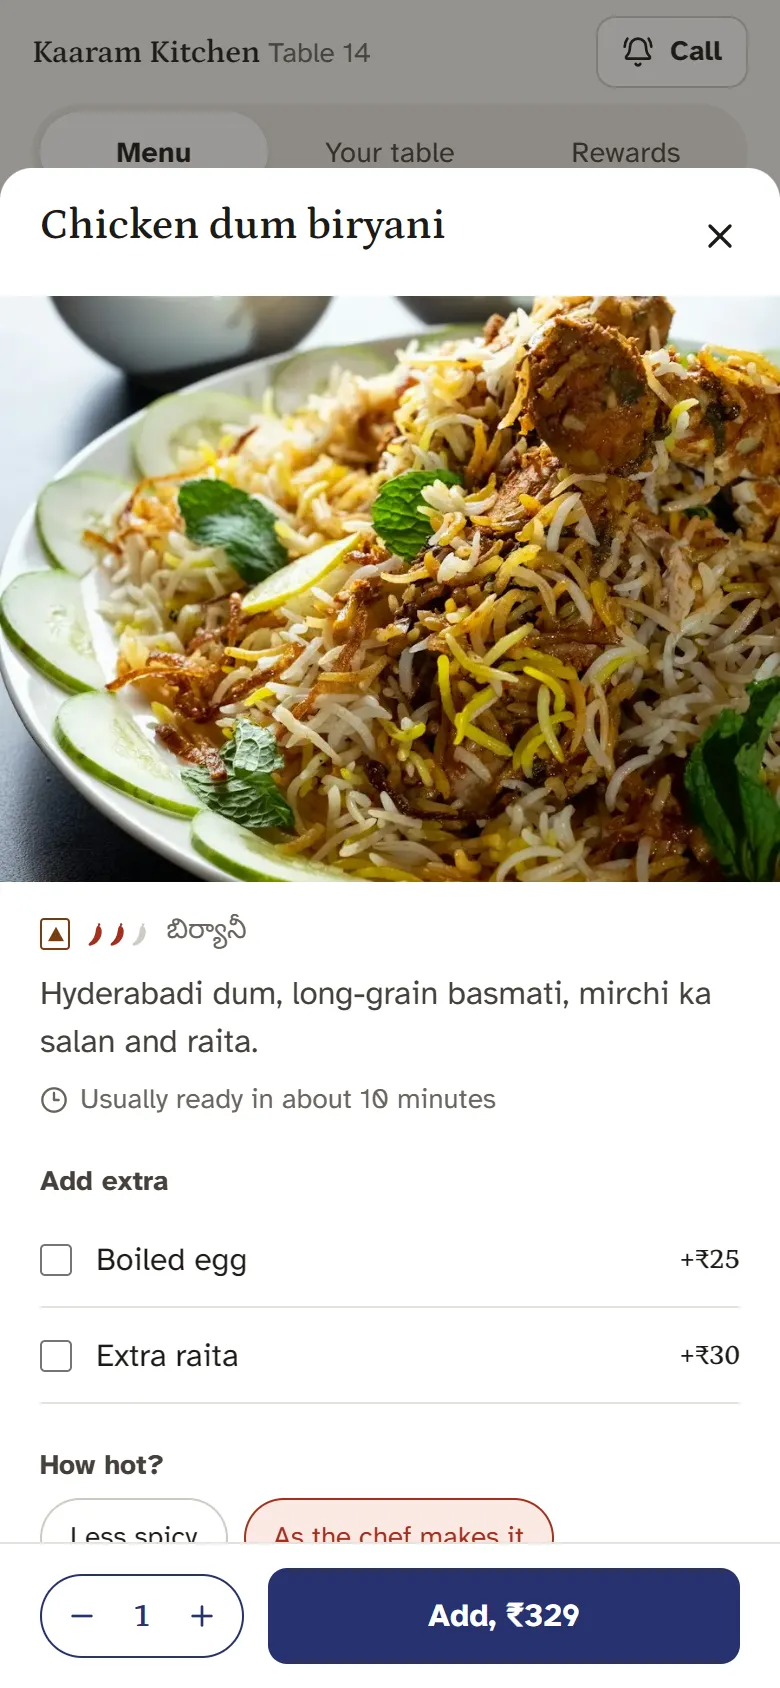 Kaaram Kitchen Table 14
Call
Menu
Your table
Rewards
Chicken dum biryani
బిర్యానీ
Hyderabadi dum, long-grain basmati, mirchi ka
salan and raita.
Usually ready in about 10 minutes
Add extra
Boiled egg
+₹25
Extra raita
+₹30
How hot?
Less spicy
As the chef makes it
1
Add, ₹329